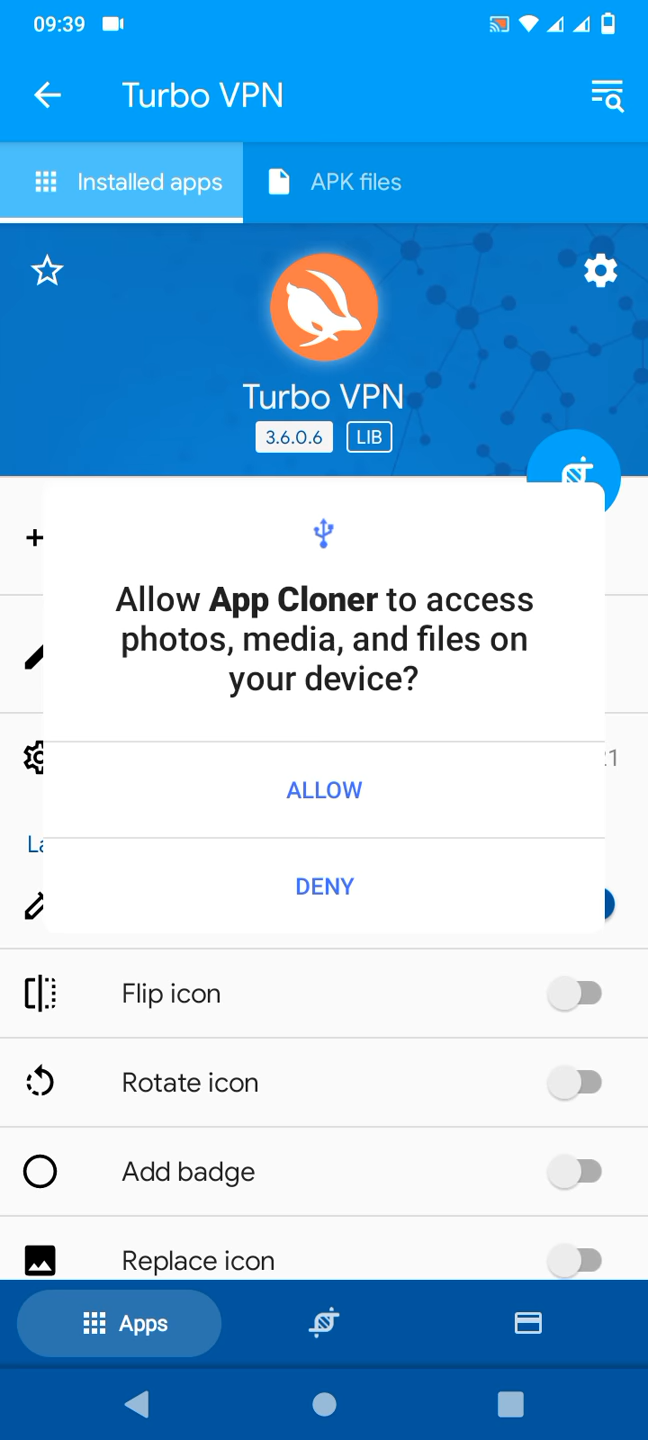 09:39
Turbo VPN
Installed apps
APK files
Turbo VPN
3.6.0.6 LIB
Allow App Cloner to access
photos, media, and files on
your device?
ALLOW
DENY
Flip icon
Rotate icon
Add badge
Replace icon
Apps